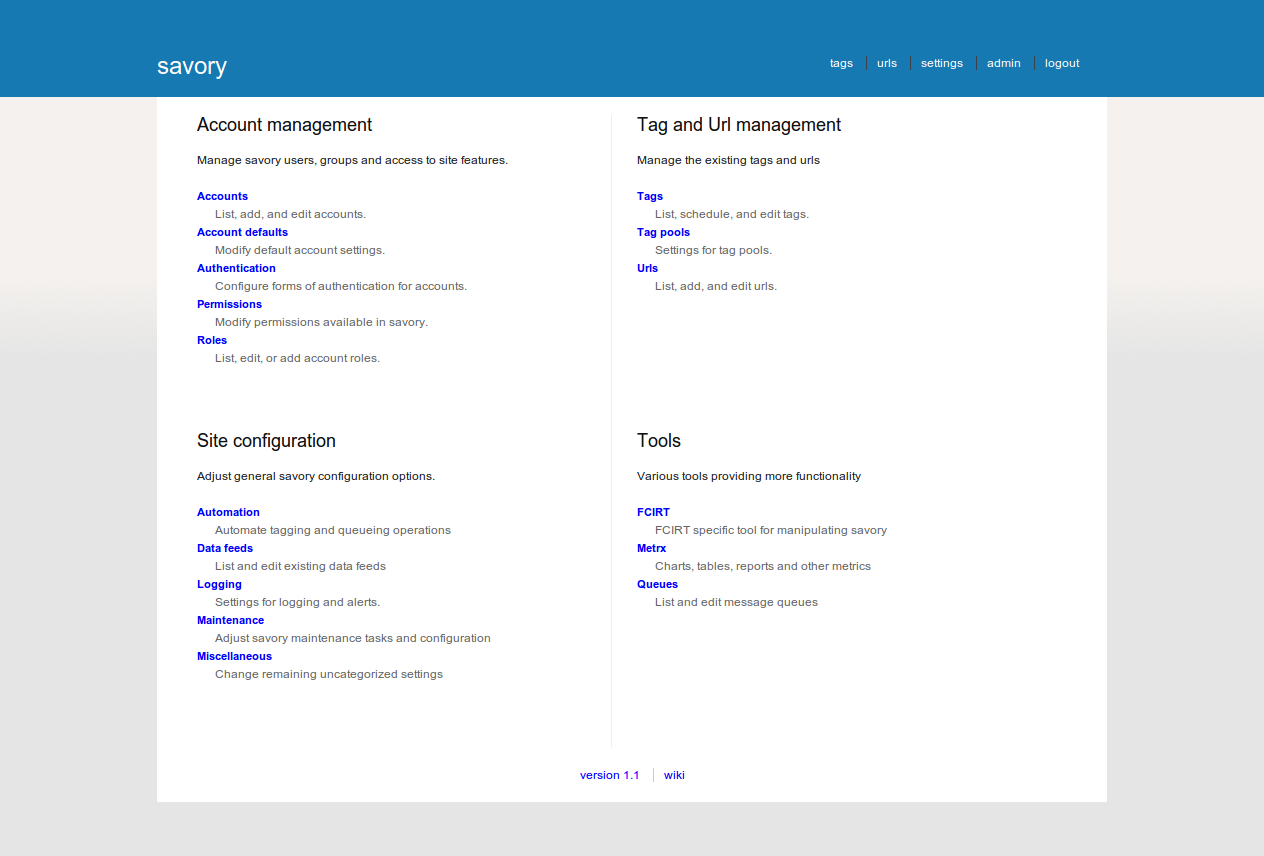 savory
tags
urls
settings
admin
logout
Account management
Manage savory users, groups and access to site features.
Accounts
List, add, and edit accounts.
Account defaults
Modify default account settings.
Authentication
Configure forms of authentication for accounts.
Permissions
Modify permissions available in savory.
Roles
List, edit, or add account roles.
Tag and Url management
Manage the existing tags and urls
Tags
List, schedule, and edit tags.
Tag pools
Settings for tag pools.
Urls
List, add, and edit urls.
Site configuration
Adjust general savory configuration options.
Automation
Automate tagging and queueing operations
Data feeds
List and edit existing data feeds
Logging
Settings for logging and alerts.
Maintenance
Adjust savory maintenance tasks and configuration
Miscellaneous
Change remaining uncategorized settings
Tools
Various tools providing more functionality
FCIRT
FCIRT specific tool for manipulating savory
Metrx
Charts, tables, reports and other metrics
Queues
List and edit message queues
version 1.1
wiki